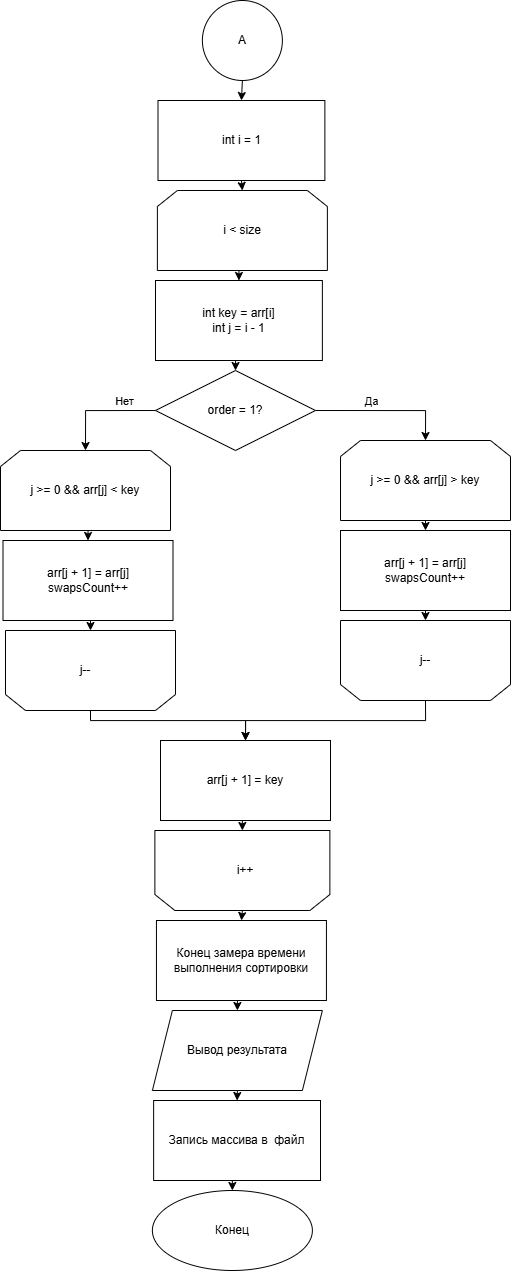 A
int i = 1
i < size
int key = arr[i]
int j = i - 1
order = 1?
Нет
Да
j >= 0 && arr[j] < key
arr[j + 1] = arr[j]
swapsCount++
j--
j >= 0 && arr[j] > key
arr[j + 1] = arr[j]
swapsCount++
j--
arr[j + 1] = key
i++
Конец замера времени
выполнения сортировки
Вывод результата
Запись массива в  файл
Конец